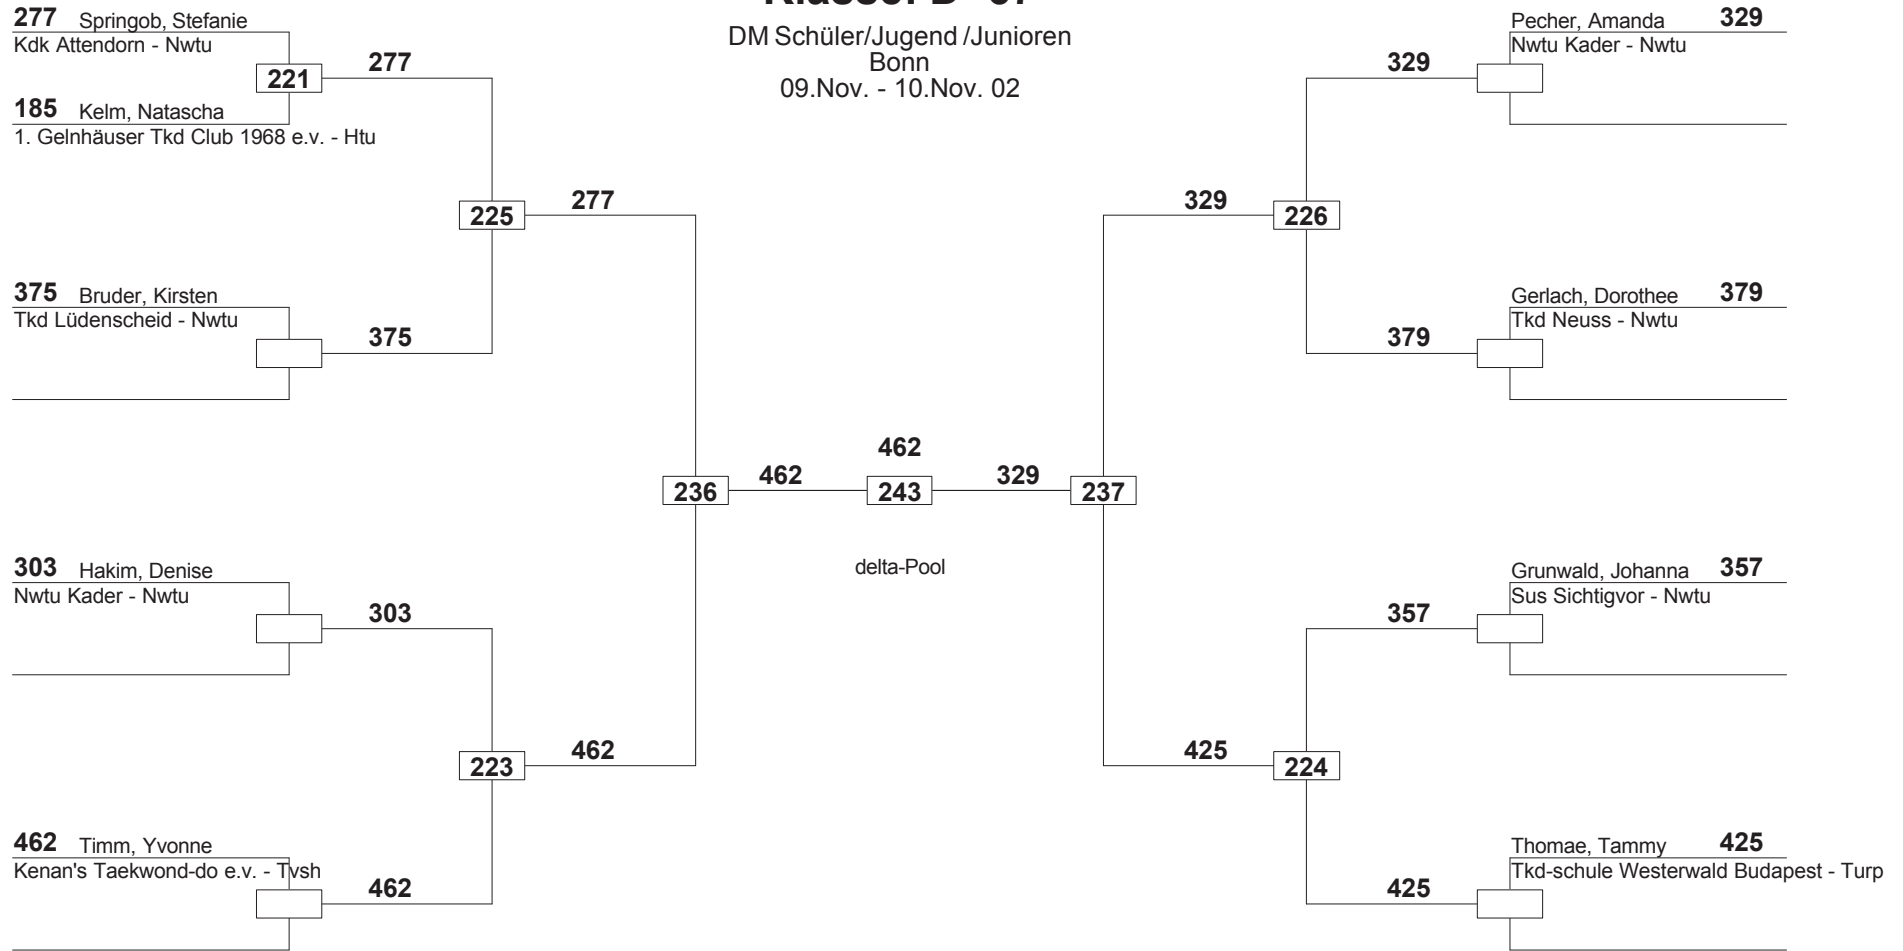 277 Springob, Stefanie
Kdk Attendorn - Nwtu
221
277
185 Kelm, Natascha
1. Gelnhäuser Tkd Club 1968 e.v. - Htu
225
277
375 Bruder, Kirsten
Tkd Lüdenscheid - Nwtu
375
303 Hakim, Denise
Nwtu Kader - Nwtu
303
223
462
462 Timm, Yvonne
Kenan's Taekwond-do e.v. - Tvsh
462
DM Schüler/Jugend /Junioren
Bonn
09.Nov. - 10.Nov. 02
462
236
462
243
329
237
delta-Pool
Pecher, Amanda 329
Nwtu Kader - Nwtu
329
329
226
Gerlach, Dorothee 379
Tkd Neuss - Nwtu
379
Grunwald, Johanna 357
Sus Sichtigvor - Nwtu
357
425
224
Thomae, Tammy 425
Tkd-schule Westerwald Budapest - Turp
425